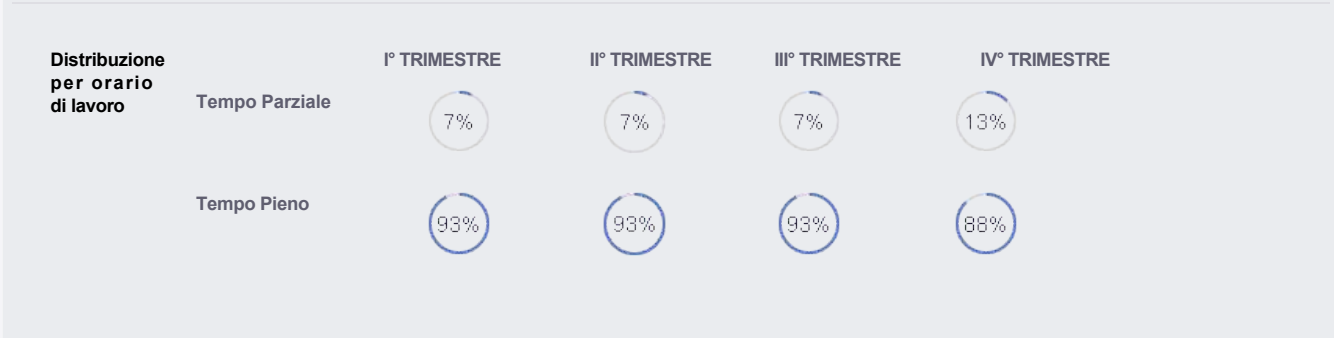 Distribuzione
per orario
di lavoro
I° TRIMESTRE II° TRIMESTRE III° TRIMESTRE IV° TRIMESTRE
Tempo Parziale
7% 7% 7% 13%
Tempo Pieno
93% 93% 93% 88%